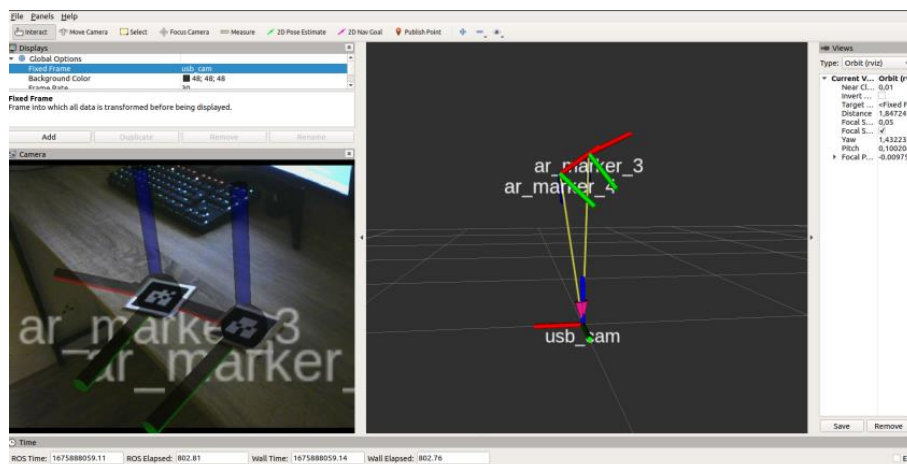 File Panels Help
Interact Move Camera Select Focus Camera Measure 2D Pose Estimate 2D Nav Goal Publish Point
Displays
Global Options
Fixed Frame usb_cam
Background Color 48; 48; 48
Frame Rate 30
Fixed Frame
Frame into which all data is transformed before being displayed.
Add Duplicate Remove Rename
Camera
ar_marker_3
ar_marker_
ar_marker_3
ar_marker_4
usb_cam
Views
Type: Orbit (rviz)
Current V... Orbit (r
Near Cl... 0,01
Invert ...
Target ... <Fixed F
Distance 1,84724
Focal S... 0,05
Focal S...
Yaw 1,43223
Pitch 0,10020
Focal P... -0.00975
Save Remove
Time
ROS Time: 1675888059.11 ROS Elapsed: 802.81 Wall Time: 1675888059.14 Wall Elapsed: 802.76